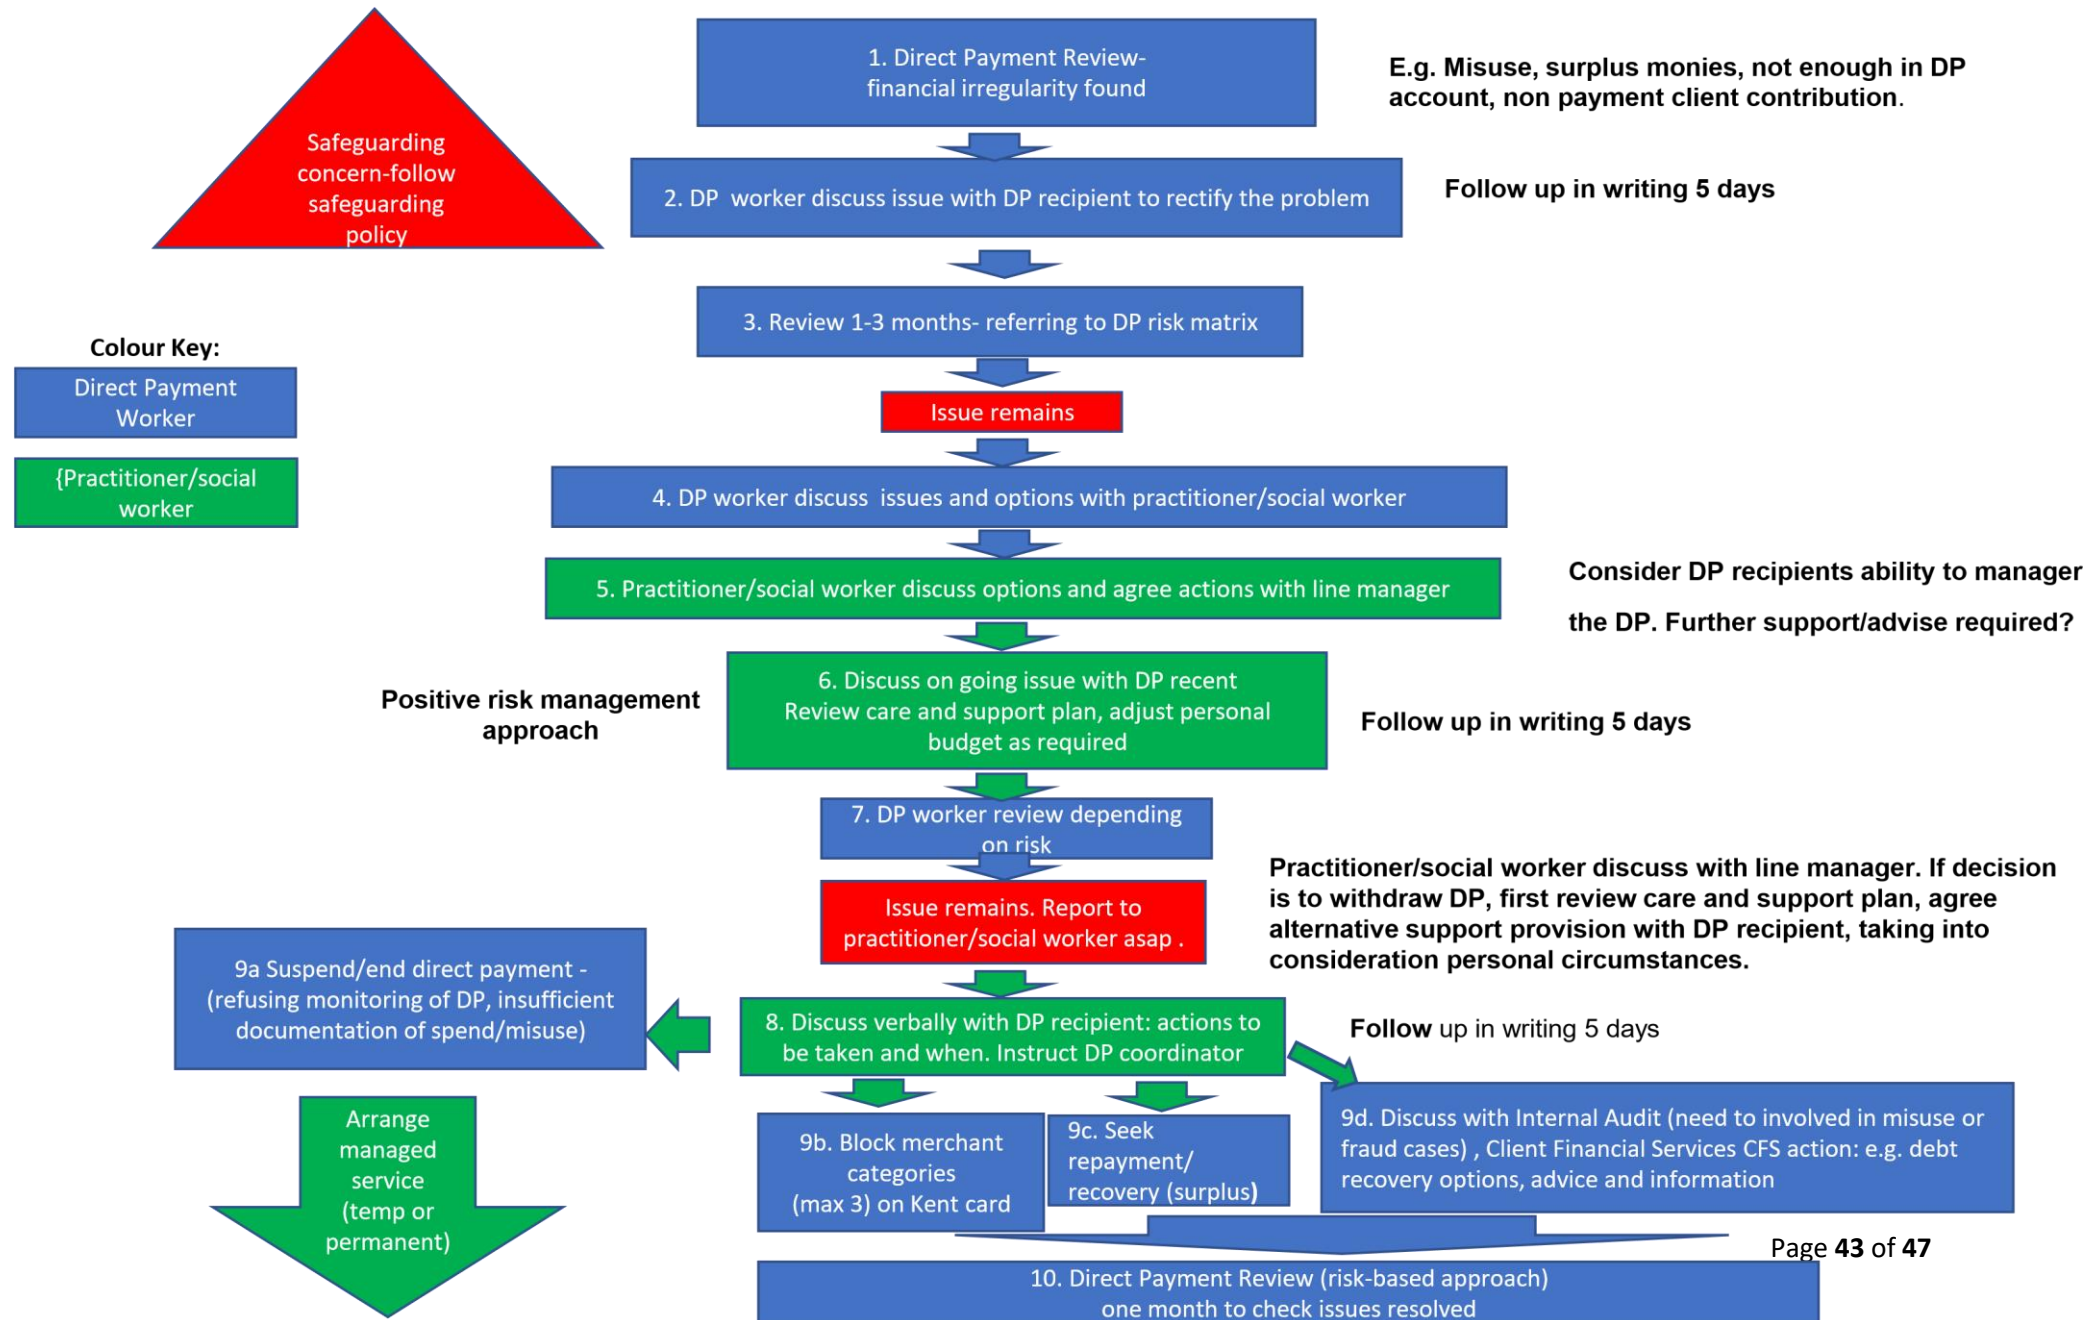 1. Direct Payment Review-
financial irregularity found
E.g. Misuse, surplus monies, not enough in DP
account, non payment client contribution.
Safeguarding
concern-follow
safeguarding
policy
2. DP  worker discuss issue with DP recipient to rectify the problem
Follow up in writing 5 days
3. Review 1-3 months- referring to DP risk matrix
Colour Key:
Direct Payment
Worker
{Practitioner/social
worker
Issue remains
4. DP worker discuss  issues and options with practitioner/social worker
5. Practitioner/social worker discuss options and agree actions with line manager
Consider DP recipients ability to manager
the DP. Further support/advise required?
Positive risk management
approach
6. Discuss on going issue with DP recent
Review care and support plan, adjust personal
budget as required
Follow up in writing 5 days
7. DP worker review depending
on risk
Issue remains. Report to
practitioner/social worker asap .
Practitioner/social worker discuss with line manager. If decision
is to withdraw DP, first review care and support plan, agree
alternative support provision with DP recipient, taking into
consideration personal circumstances.
9a Suspend/end direct payment -
(refusing monitoring of DP, insufficient
documentation of spend/misuse)
8. Discuss verbally with DP recipient: actions to
be taken and when. Instruct DP coordinator
Follow up in writing 5 days
Arrange
managed
service
(temp or
permanent)
9b. Block merchant
categories
(max 3) on Kent card
9c. Seek
repayment/
recovery (surplus)
9d. Discuss with Internal Audit (need to involved in misuse or
fraud cases) , Client Financial Services CFS action: e.g. debt
recovery options, advice and information
Page 43 of 47
10. Direct Payment Review (risk-based approach)
one month to check issues resolved